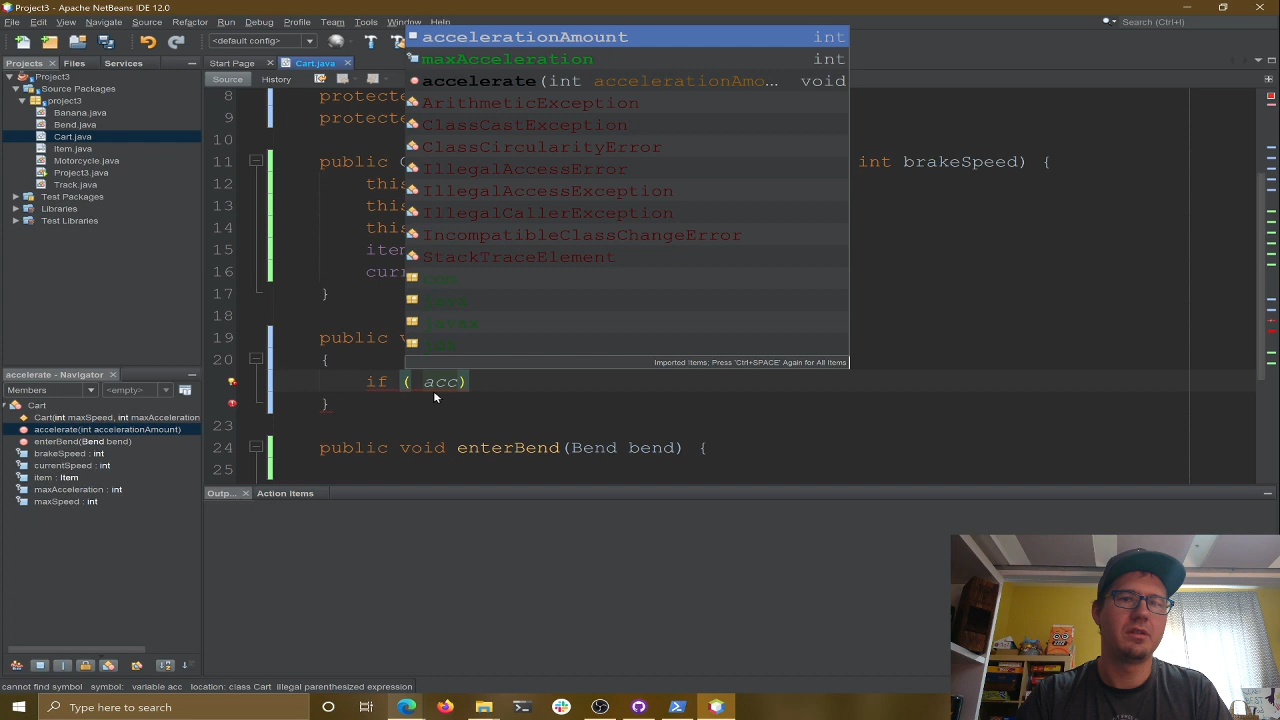 Project3 - Apache NetBeans IDE 12.0
File Edit View Navigate Source Refactor Run Debug Profile Team Tools Window Help
Search (Ctrl+I)
<default config>
Projects Files Services
Start Page Cart.java
Source History
Project3
Source Packages
project3
Banana.java
Bend.java
Cart.java
Item.java
Motorcycle.java
Project3.java
Track.java
Test Packages
Libraries
Test Libraries
accelerationAmount int
maxAcceleration int
accelerate(int accelerationAmo... void
ArithmeticException
ClassCastException
ClassCircularityError
IllegalAccessError
IllegalAccessException
IllegalCallerException
IncompatibleClassChangeError
StackTraceElement
com
java
javax
jdk
Imported Items; Press 'Ctrl+SPACE' Again for All Items
8 protecte
9 protecte
10
11 public C int brakeSpeed) {
12 this
13 this
14 this
15 item
16 curr
17 }
18
19 public v
20 {
if ( acc)
}
23
24 public void enterBend(Bend bend) {
25
accelerate - Navigator
Members <empty>
Cart
Cart(int maxSpeed, int maxAcceleration
accelerate(int accelerationAmount)
enterBend(Bend bend)
brakeSpeed : int
currentSpeed : int
item : Item
maxAcceleration : int
maxSpeed : int
Outp... Action Items
cannot find symbol symbol: variable acc location: class Cart illegal parenthesized expression
Type here to search